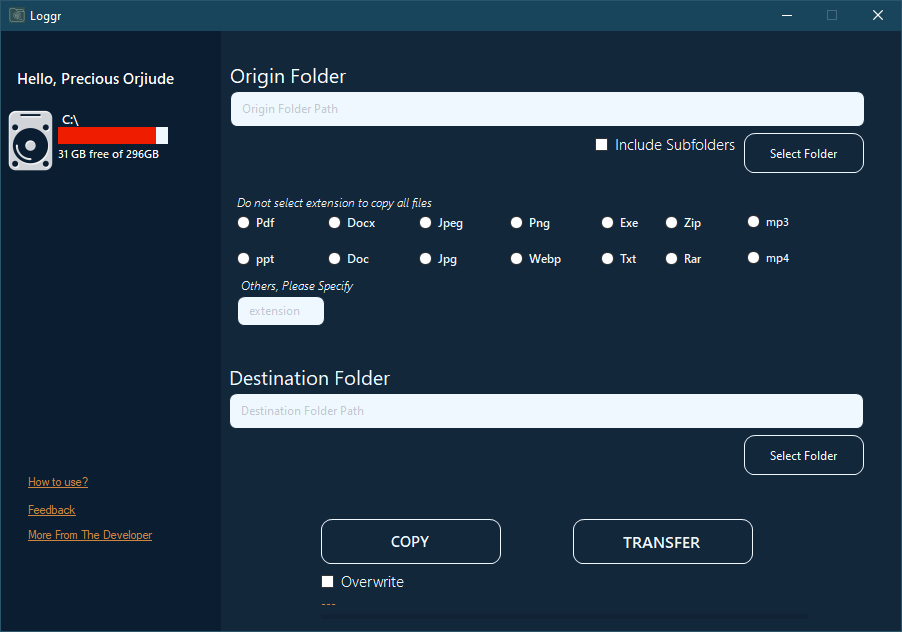 Loggr
Hello, Precious Orjiude
C:\
31 GB free of 296GB
How to use?
Feedback
More From The Developer
Origin Folder
Origin Folder Path
Include Subfolders
Select Folder
Do not select extension to copy all files
Pdf Docx Jpeg Png Exe Zip mp3
ppt Doc Jpg Webp Txt Rar mp4
Others, Please Specify
extension
Destination Folder
Destination Folder Path
Select Folder
COPY TRANSFER
Overwrite
---